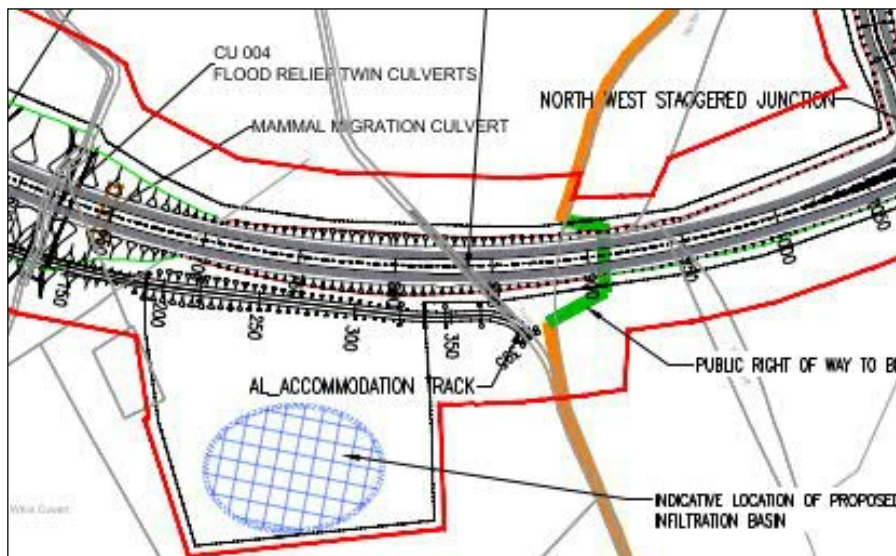 CU 004
FLOOD RELIEF TWIN CULVERTS
MAMMAL MIGRATION CULVERT
NORTH WEST STAGGERED JUNCTION
200
250
300
350
AL_ACCOMMODATION TRACK
PUBLIC RIGHT OF WAY TO B
INDICATIVE LOCATION OF PROPOSED
INFILTRATION BASIN